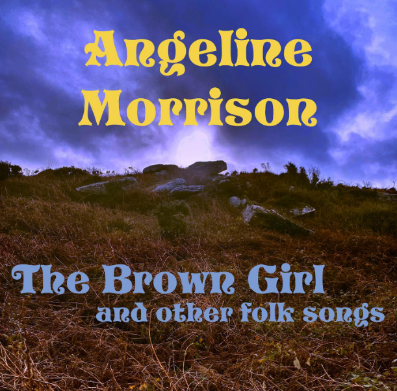 Angeline
Morrison
The Brown Girl
and other folk songs